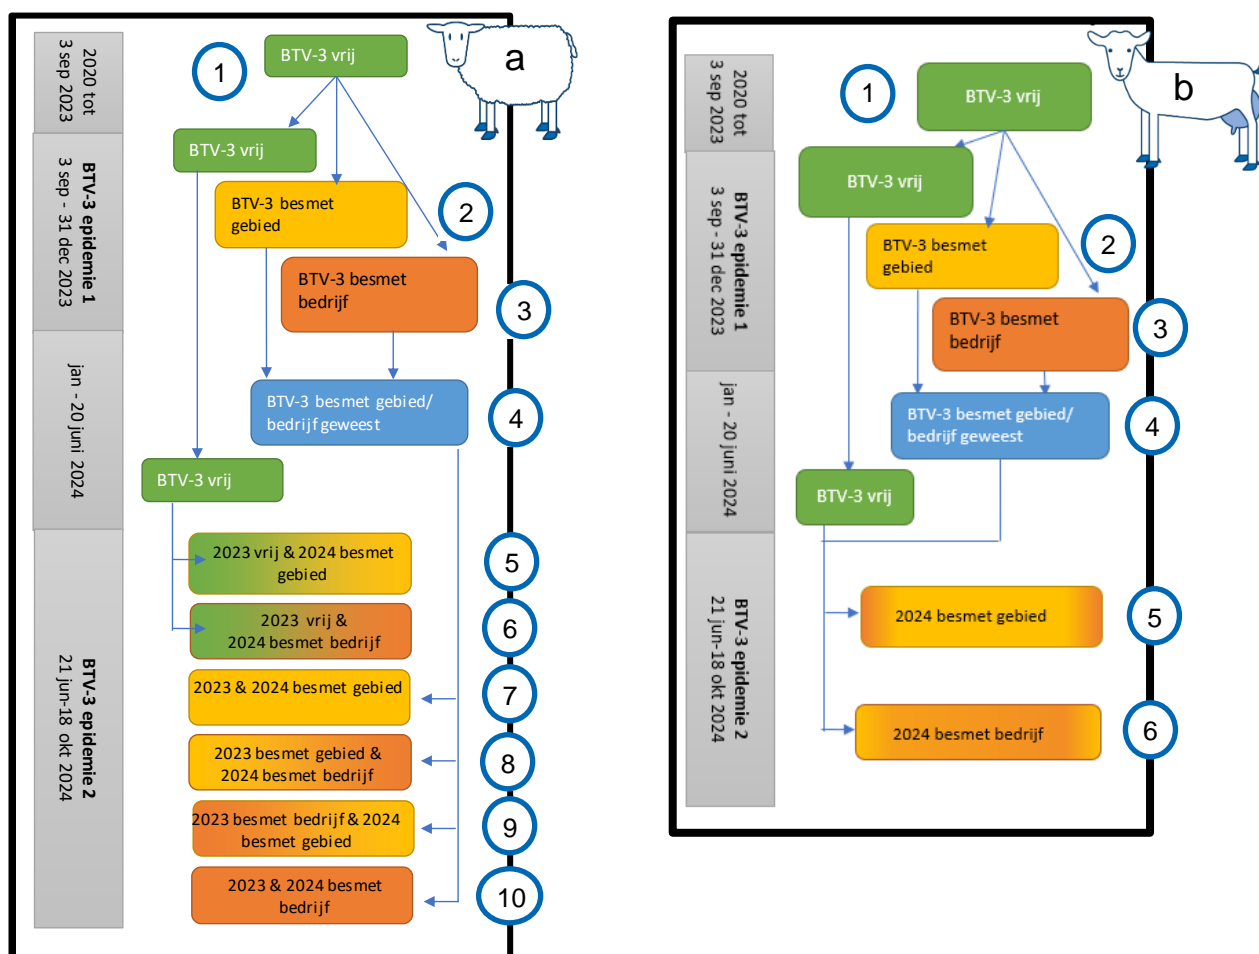 a
2020 tot
3 sep 2023
1
BTV-3 vrij
BTV-3 vrij
BTV-3 epidemie 1
3 sep - 31 dec 2023
BTV-3 besmet
gebied
2
BTV-3 besmet
bedrijf
3
jan - 20 juni 2024
BTV-3 besmet gebied/
bedrijf geweest
4
BTV-3 vrij
BTV-3 epidemie 2
21 jun-18 okt 2024
2023 vrij & 2024 besmet
gebied
5
2023 vrij &
2024 besmet bedrijf
6
2023 & 2024 besmet gebied
7
2023 besmet gebied &
2024 besmet bedrijf
8
2023 besmet bedrijf & 2024
besmet gebied
9
2023 & 2024 besmet
bedrijf
10
b
2020 tot
3 sep 2023
1
BTV-3 vrij
BTV-3 vrij
BTV-3 epidemie 1
3 sep - 31 dec 2023
BTV-3 besmet
gebied
2
BTV-3 besmet
bedrijf
3
jan - 20 juni 2024
BTV-3 besmet gebied/
bedrijf geweest
4
BTV-3 vrij
BTV-3 epidemie 2
21 jun-18 okt 2024
2024 besmet gebied
5
2024 besmet bedrijf
6